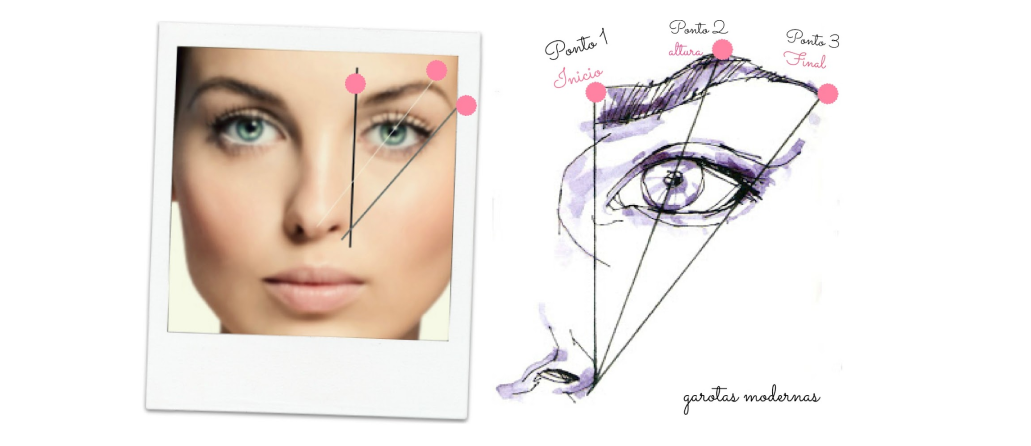 Ponto 1
Inicio
Ponto 2
altura
Ponto 3
Final
garotas modernas